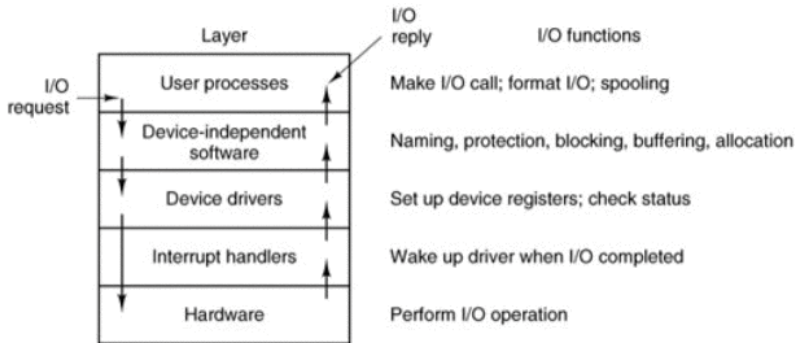 I/O
reply
Layer
I/O functions
I/O
request
User processes
Make I/O call; format I/O; spooling
Device-independent
software
Naming, protection, blocking, buffering, allocation
Device drivers
Set up device registers; check status
Interrupt handlers
Wake up driver when I/O completed
Hardware
Perform I/O operation